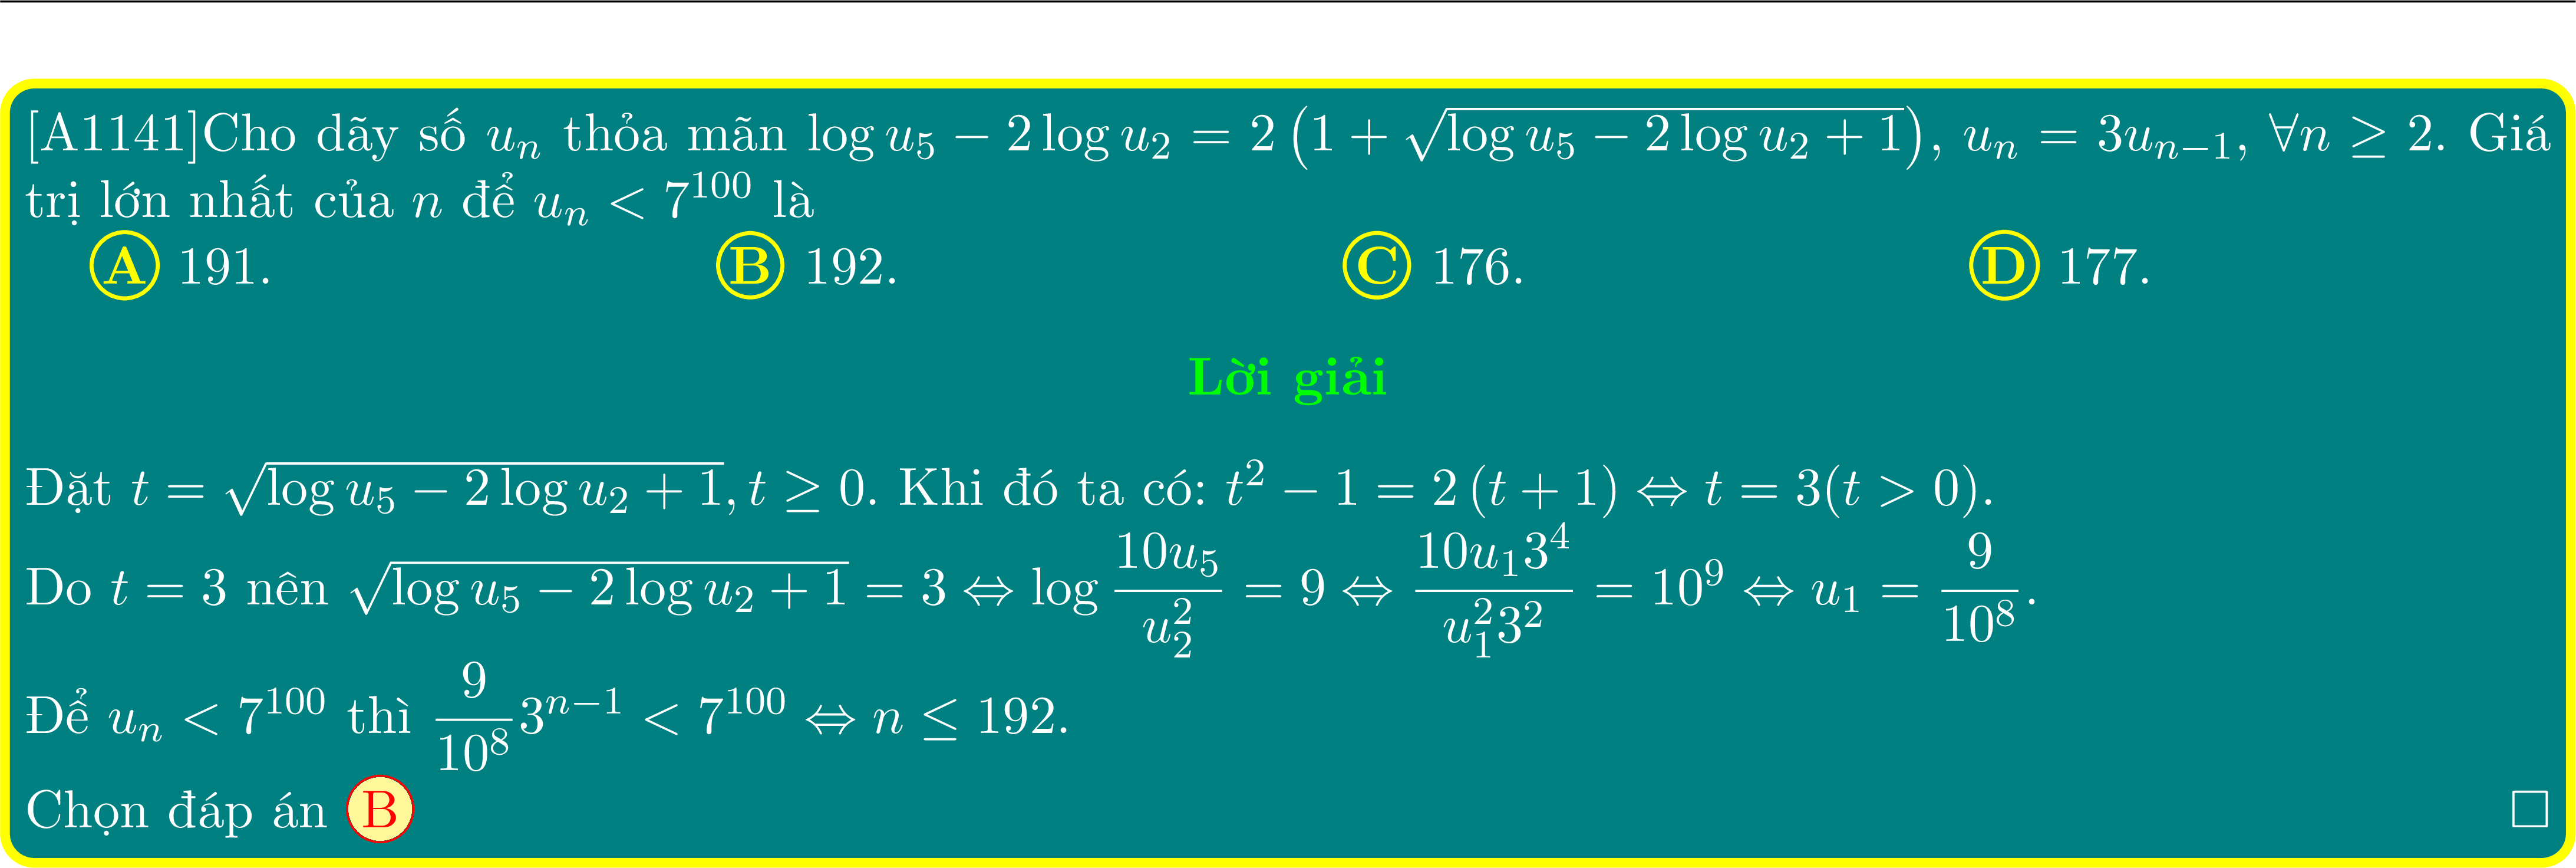 [A1141]Cho dãy số $u_n$ thỏa mãn $\log u_5 - 2\log u_2 = 2\left(1 + \sqrt{\log u_5 - 2\log u_2 + 1}\right)$, $u_n = 3u_{n-1}$, $\forall n \geq 2$. Giá
trị lớn nhất của $n$ để $u_n < 7^{100}$ là
A 191. B 192. C 176. D 177.
Lời giải
Đặt $t = \sqrt{\log u_5 - 2\log u_2 + 1}, t \geq 0$. Khi đó ta có: $t^2 - 1 = 2(t + 1) \Leftrightarrow t = 3(t > 0)$.
Do $t = 3$ nên $\sqrt{\log u_5 - 2\log u_2 + 1} = 3 \Leftrightarrow \log \dfrac{10u_5}{u_2^2} = 9 \Leftrightarrow \dfrac{10u_1 3^4}{u_1^2 3^2} = 10^9 \Leftrightarrow u_1 = \dfrac{9}{10^8}$.
Để $u_n < 7^{100}$ thì $\dfrac{9}{10^8}3^{n-1} < 7^{100} \Leftrightarrow n \leq 192$.
Chọn đáp án B □